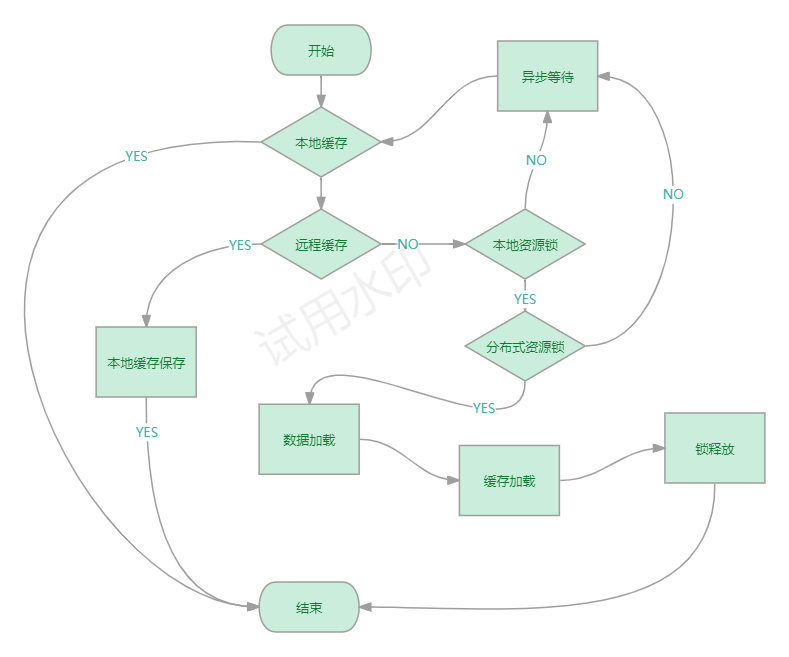 开始
异步等待
本地缓存
YES
NO
NO
远程缓存
YES
NO
本地资源锁
YES
试用水印
分布式资源锁
本地缓存保存
YES
YES
数据加载
缓存加载
锁释放
结束